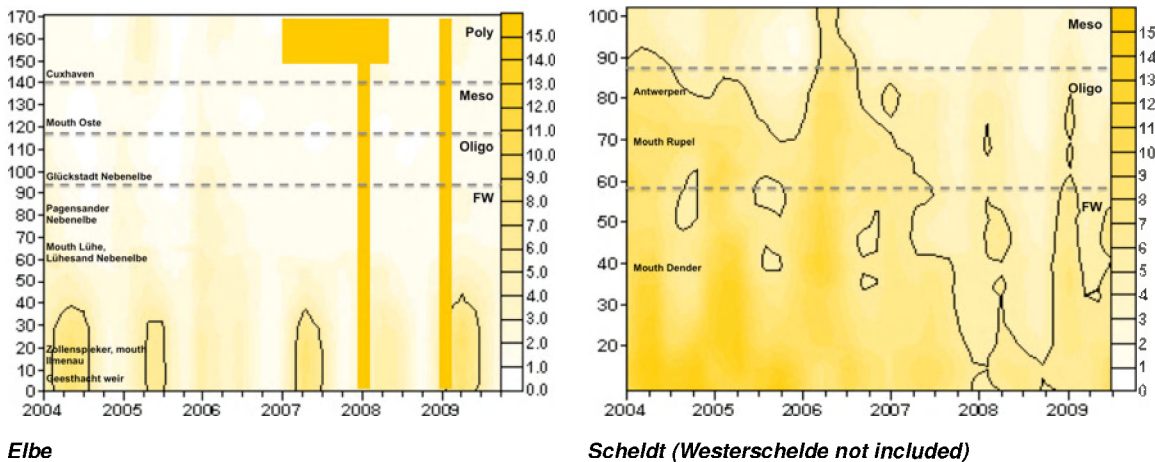 170
160
150
140
130
120
110
100
90
80
70
60
50
40
30
20
10
0
Poly
Cuxhaven
Meso
Mouth Oste
Oligo
Glückstadt Nebenelbe
FW
Pagensander
Nebenelbe
Mouth Lühe,
Lühesand Nebenelbe
Zollenspieker, mouth
Ilmenau
Geesthacht weir
2004 2005 2006 2007 2008 2009
15.0
14.0
13.0
12.0
11.0
10.0
9.0
8.0
7.0
6.0
5.0
4.0
3.0
2.0
1.0
0.0
Elbe
100
90
80
70
60
50
40
30
20
Meso
Oligo
Antwerpen
Mouth Rupel
FW
Mouth Dender
2004 2005 2006 2007 2008 2009
15
14
13
12
11
10
9
8
7
6
5
4
3
2
1
0
Scheldt (Westerschelde not included)